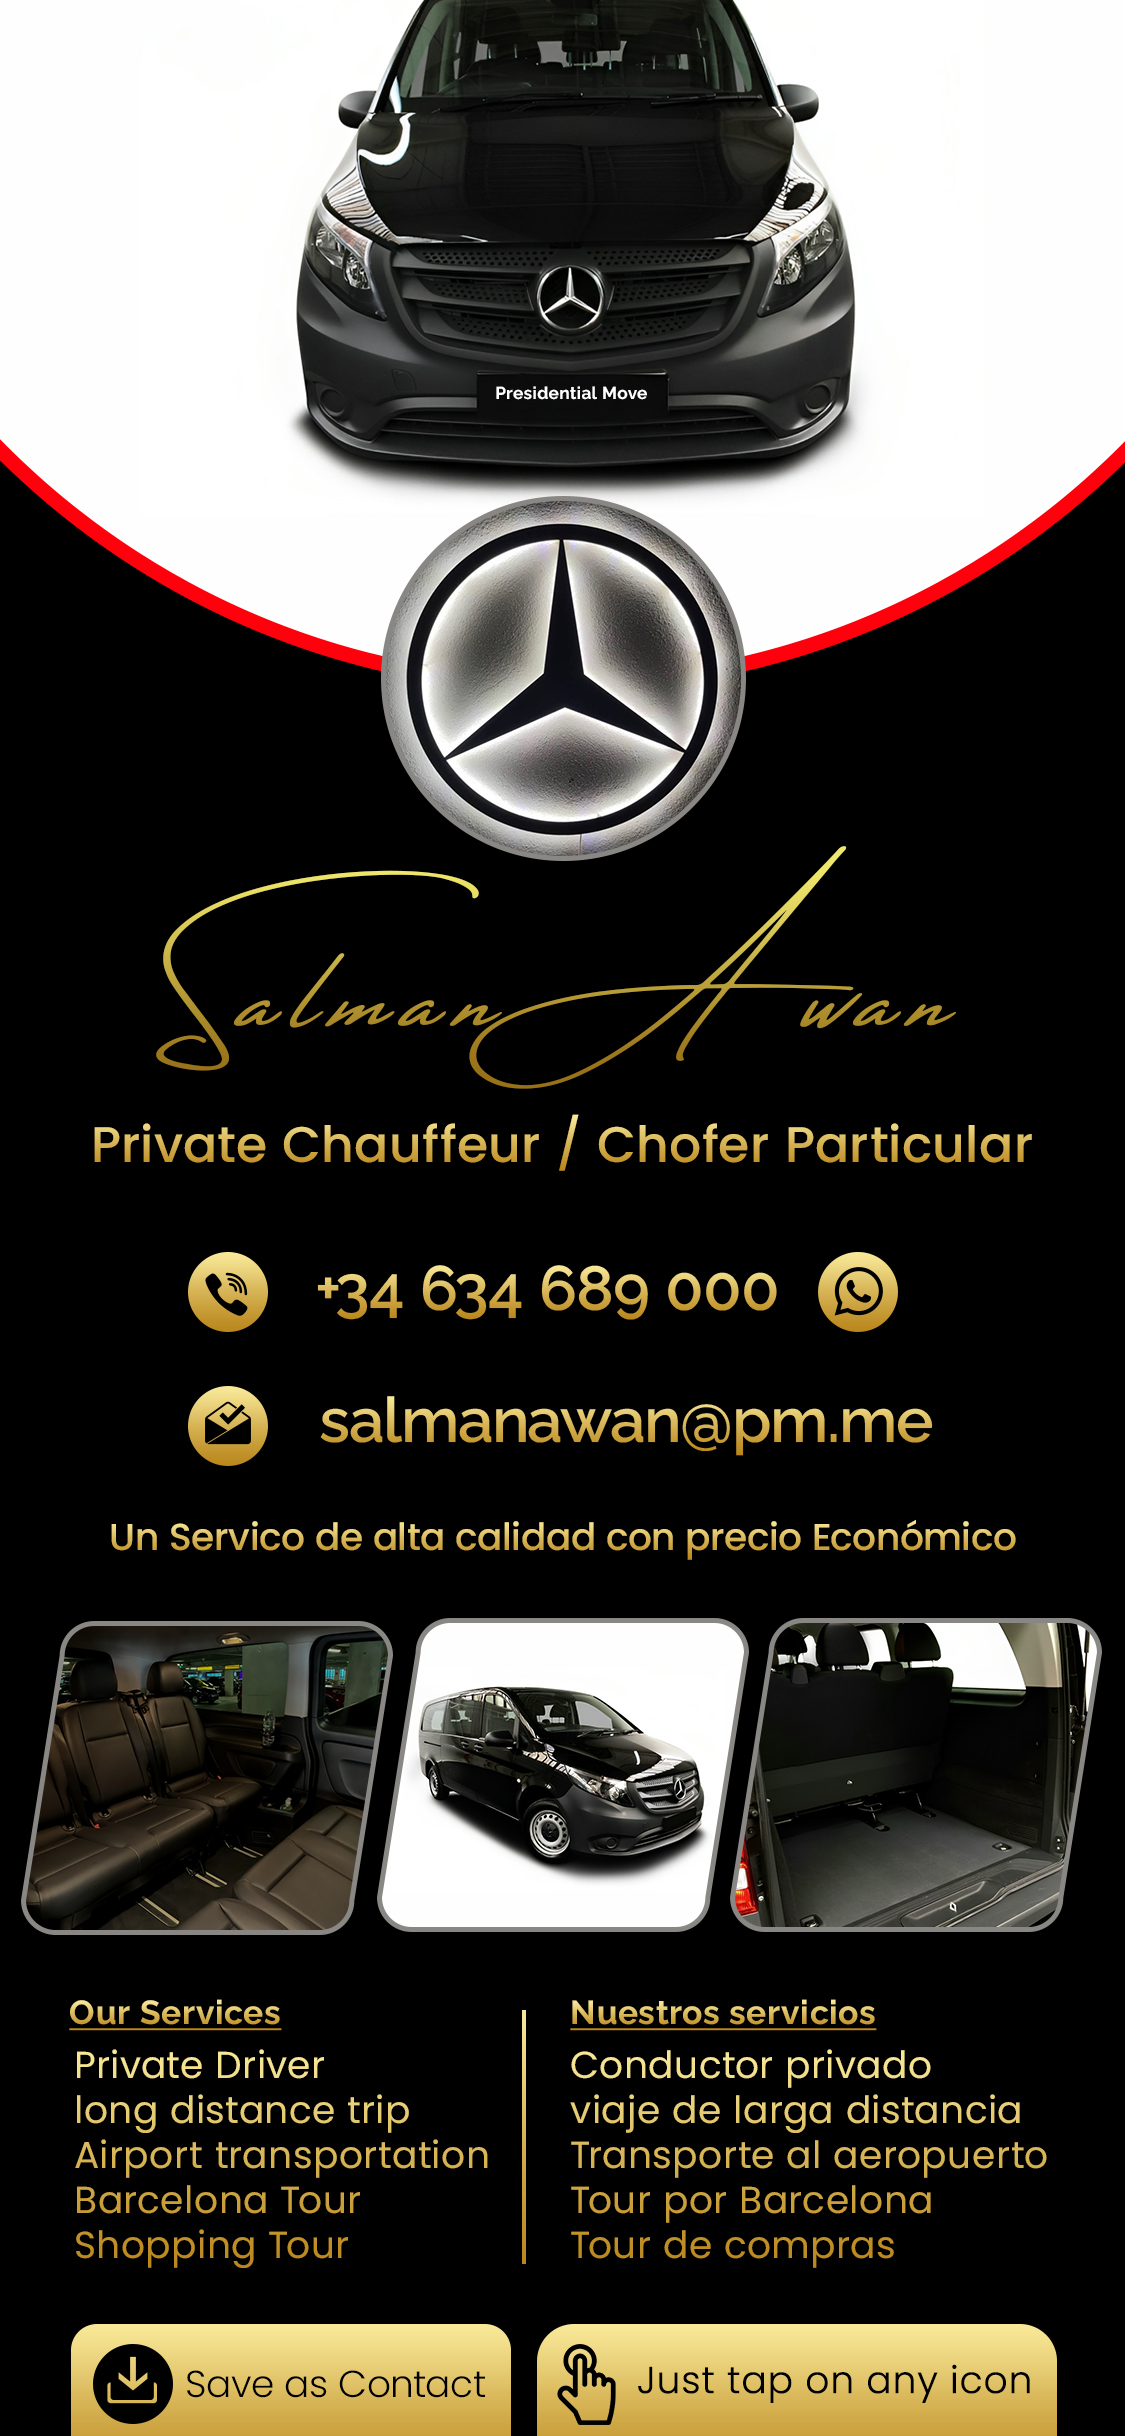 Presidential Move
Salman Awan
Private Chauffeur / Chofer Particular
+34 634 689 000
salmanawan@pm.me
Un Servico de alta calidad con precio Económico
Our Services
Private Driver
long distance trip
Airport transportation
Barcelona Tour
Shopping Tour
Nuestros servicios
Conductor privado
viaje de larga distancia
Transporte al aeropuerto
Tour por Barcelona
Tour de compras
Save as Contact
Just tap on any icon